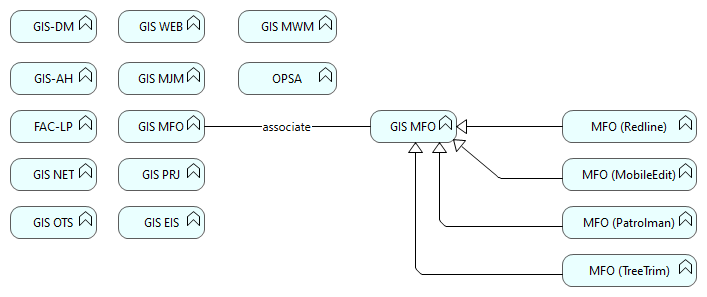 GIS-DM
GIS WEB
GIS MWM
GIS-AH
GIS MJM
OPSA
FAC-LP
GIS MFO
associate
GIS MFO
MFO (Redline)
GIS NET
GIS PRJ
MFO (MobileEdit)
GIS OTS
GIS EIS
MFO (Patrolman)
MFO (TreeTrim)